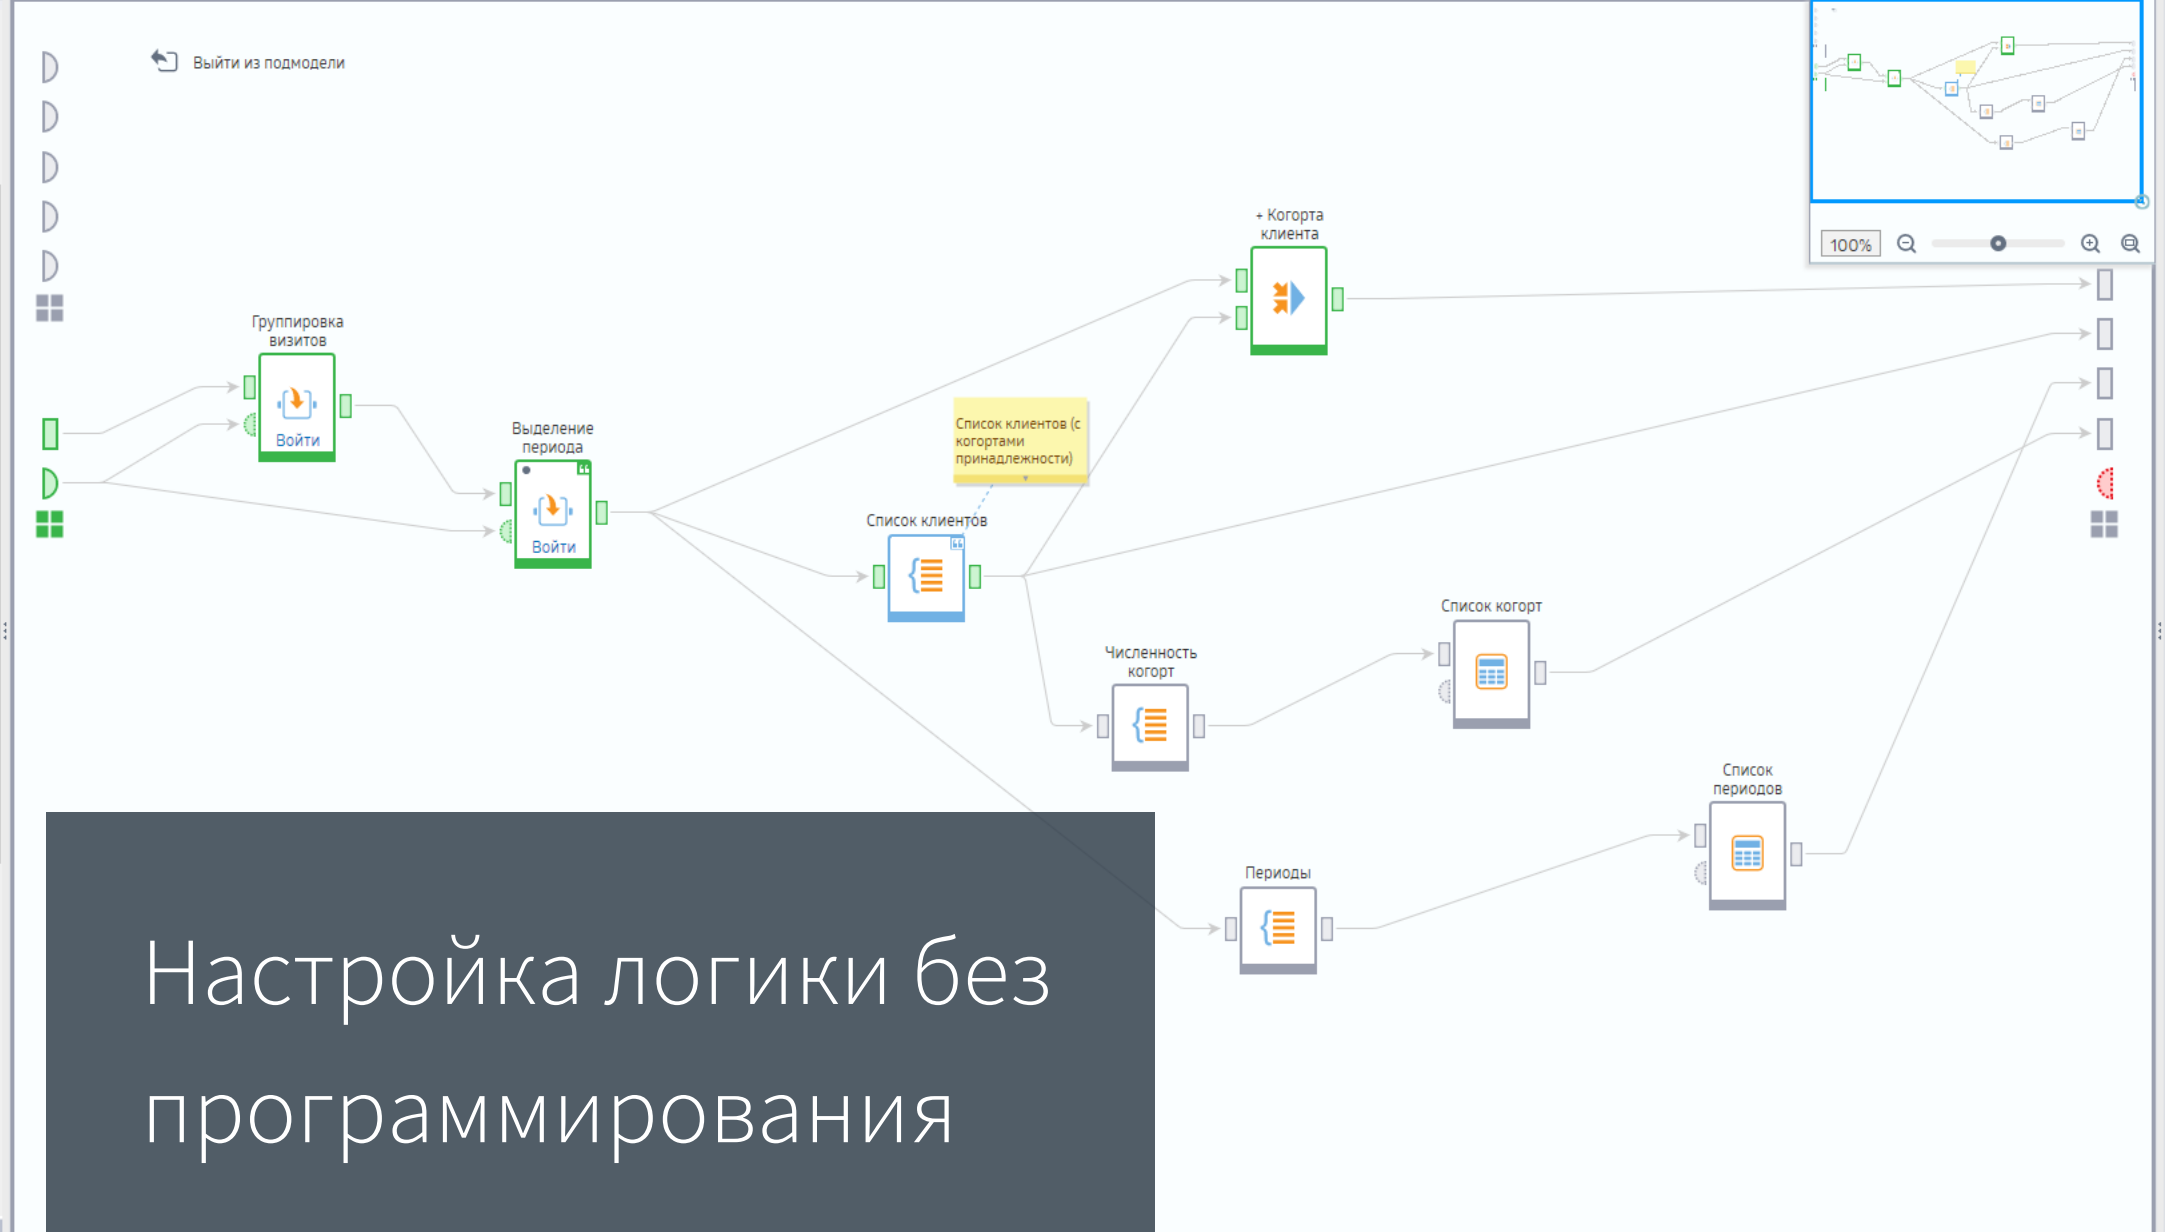 Выйти из подмодели
100%
+ Когорта
клиента
Группировка
визитов
Войти
Выделение
периода
Войти
Список клиентов (с
когортами
принадлежности)
Список клиентов
Список когорт
Численность
когорт
Список
периодов
Периоды
Настройка логики без
программирования